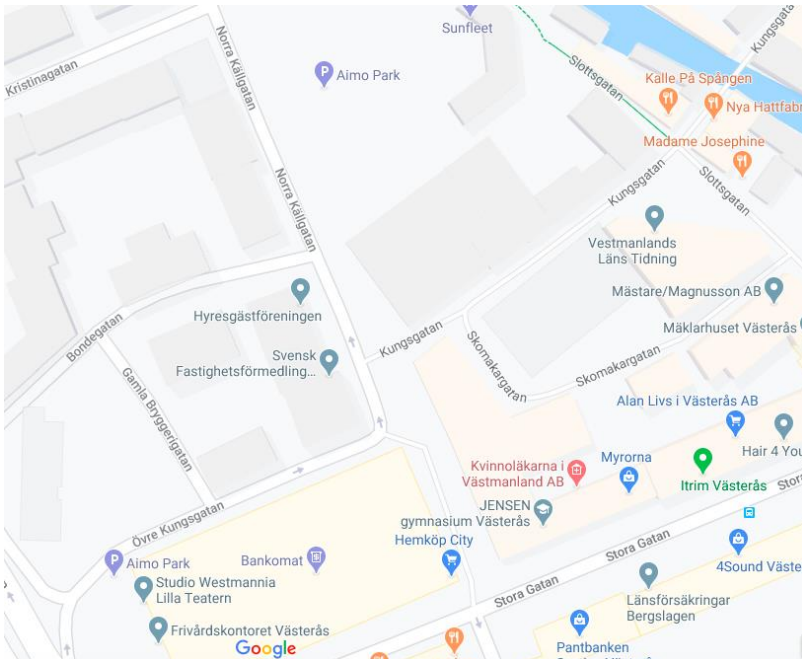 Sunfleet
Kristinagatan
Norra Källgatan
Aimo Park
Slottsgatan
Kungsgatan
Kalle På Spången
Nya Hattfabr
Madame Josephine
Norra Källgatan
Kungsgatan
Slottsgatan
Vestmanlands
Läns Tidning
Mästare/Magnusson AB
Hyresgästföreningen
Bondegatan
Kungsgatan
Mäklarhuset Västerås
Svensk
Fastighetsförmedling...
Skomakargatan
Skomakargatan
Gamla Bryggerigatan
Alan Livs i Västerås AB
Hair 4 You
Kvinnoläkarna i
Västmanland AB
Myrorna
Itrim Västerås
Stora
JENSEN
gymnasium Västerås
Övre Kungsgatan
Hemköp City
Stora Gatan
Aimo Park
Bankomat
4Sound Väste
Studio Westmannia
Lilla Teatern
Stora Gatan
Länsförsäkringar
Bergslagen
Frivårdskontoret Västerås
Google
Pantbanken